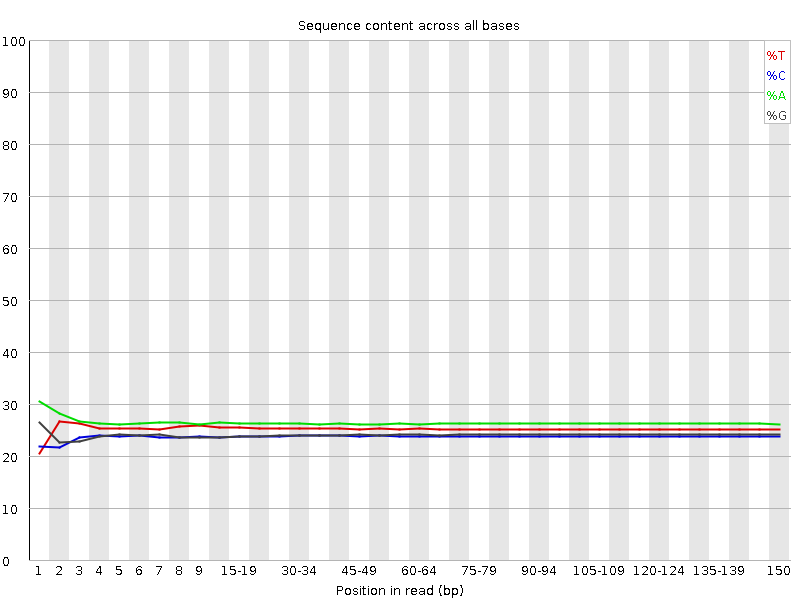 Sequence content across all bases
100
90
80
70
60
50
40
30
20
10
0
%T
%C
%A
%G
1 2 3 4 5 6 7 8 9 15-19 30-34 45-49 60-64 75-79 90-94 105-109 120-124 135-139 150
Position in read (bp)